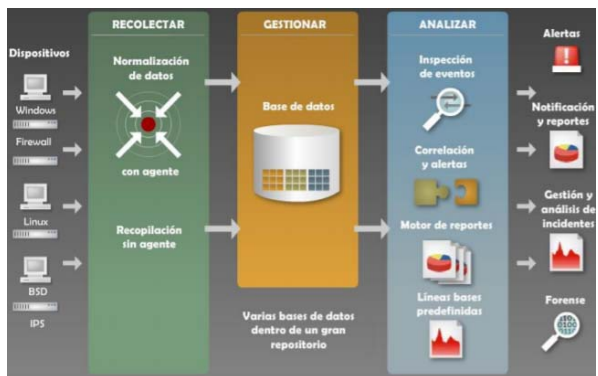 RECOLECTAR
GESTIONAR
ANALIZAR
Dispositivos
Windows
Firewall
Linux
BSD
IPS
Normalización
de datos
con agente
Recopilación
sin agente
Base de datos
Varias bases de datos
dentro de un gran
repositorio
Inspección
de eventos
Correlación
y alertas
Motor de reportes
Líneas bases
predefinidas
Alertas
Notificación
y reportes
Gestión y
análisis de
incidentes
Forense